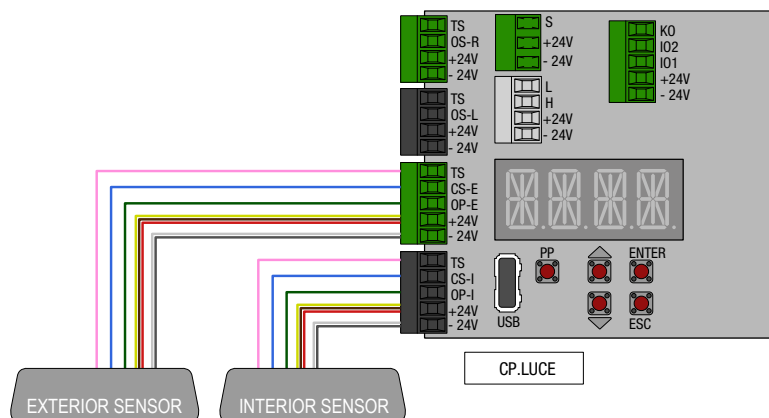 TS
OS-R
+24V
- 24V
S
+24V
- 24V
KO
IO2
IO1
+24V
- 24V
TS
OS-L
+24V
- 24V
L
H
+24V
- 24V
TS
CS-E
OP-E
+24V
- 24V
TS
CS-I
OP-I
+24V
- 24V
PP
ENTER
USB
ESC
CP.LUCE
EXTERIOR SENSOR
INTERIOR SENSOR